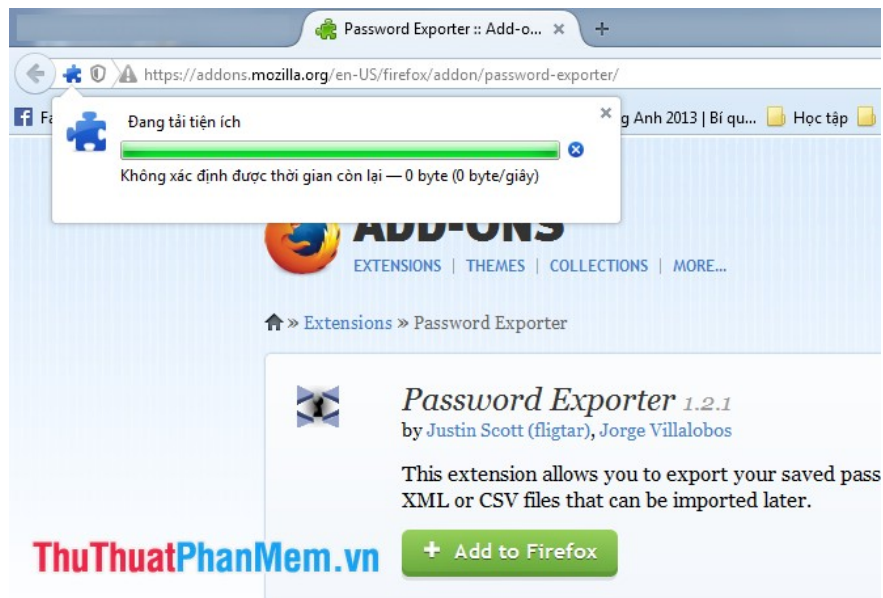 Password Exporter :: Add-o...
https://addons.mozilla.org/en-US/firefox/addon/password-exporter/
g Anh 2013 | Bí qu... Học tập
Đang tải tiện ích
Không xác định được thời gian còn lại — 0 byte (0 byte/giây)
ADD-ONS
EXTENSIONS | THEMES | COLLECTIONS | MORE...
» Extensions » Password Exporter
Password Exporter 1.2.1
by Justin Scott (fligtar), Jorge Villalobos
This extension allows you to export your saved pass
XML or CSV files that can be imported later.
+ Add to Firefox
ThuThuatPhanMem.vn